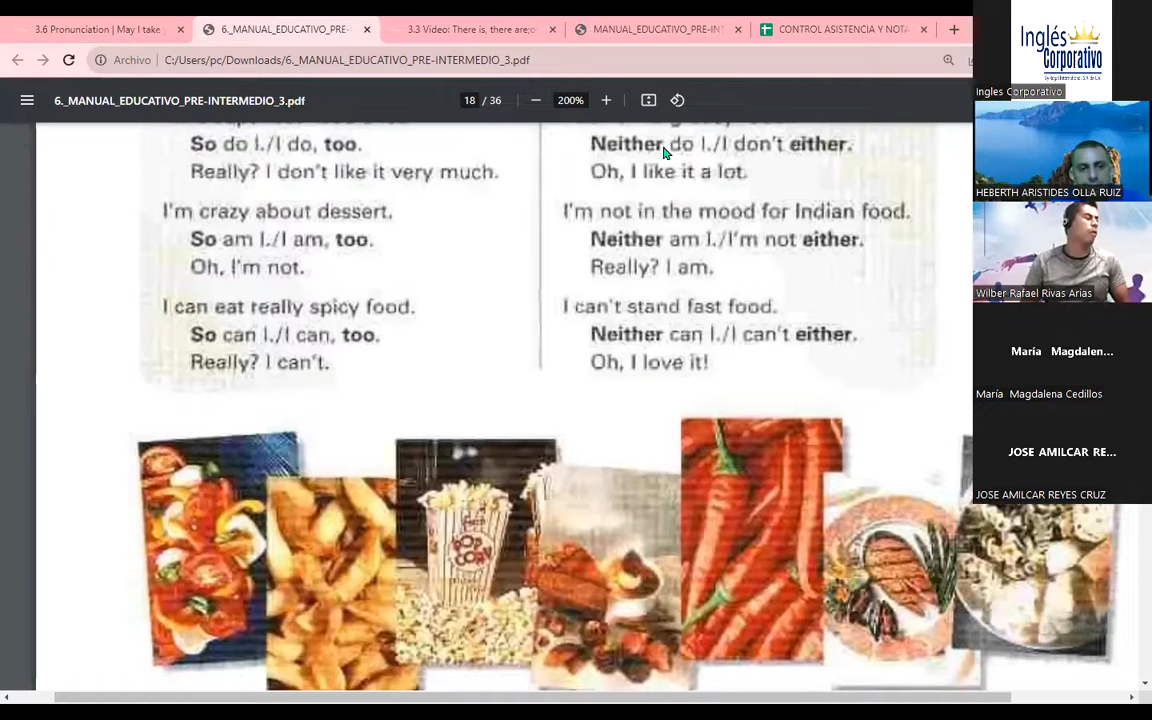 3.6 Pronunciation | May I take
6._MANUAL_EDUCATIVO_PRE-
3.3 Video: There is, there are;
MANUAL_EDUCATIVO_PRE-INT
CONTROL ASISTENCIA Y NOTA
Archivo
C:/Users/pc/Downloads/6._MANUAL_EDUCATIVO_PRE-INTERMEDIO_3.pdf
6._MANUAL_EDUCATIVO_PRE-INTERMEDIO_3.pdf
18 / 36
200%
So do I./I do, too.
Really? I don't like it very much.
I'm crazy about dessert.
So am I./I am, too.
Oh, I'm not.
I can eat really spicy food.
So can I./I can, too.
Really? I can't.
Neither do I./I don't either.
Oh, I like it a lot.
I'm not in the mood for Indian food.
Neither am I./I'm not either.
Really? I am.
I can't stand fast food.
Neither can I./I can't either.
Oh, I love it!
POP
CORN
Inglés
Corporativo
Ingles Corporativo
HEBERTH ARISTIDES OLLA RUIZ
Wilber Rafael Rivas Arias
María Magdalen...
María Magdalena Cedillos
JOSE AMILCAR RE...
JOSE AMILCAR REYES CRUZ